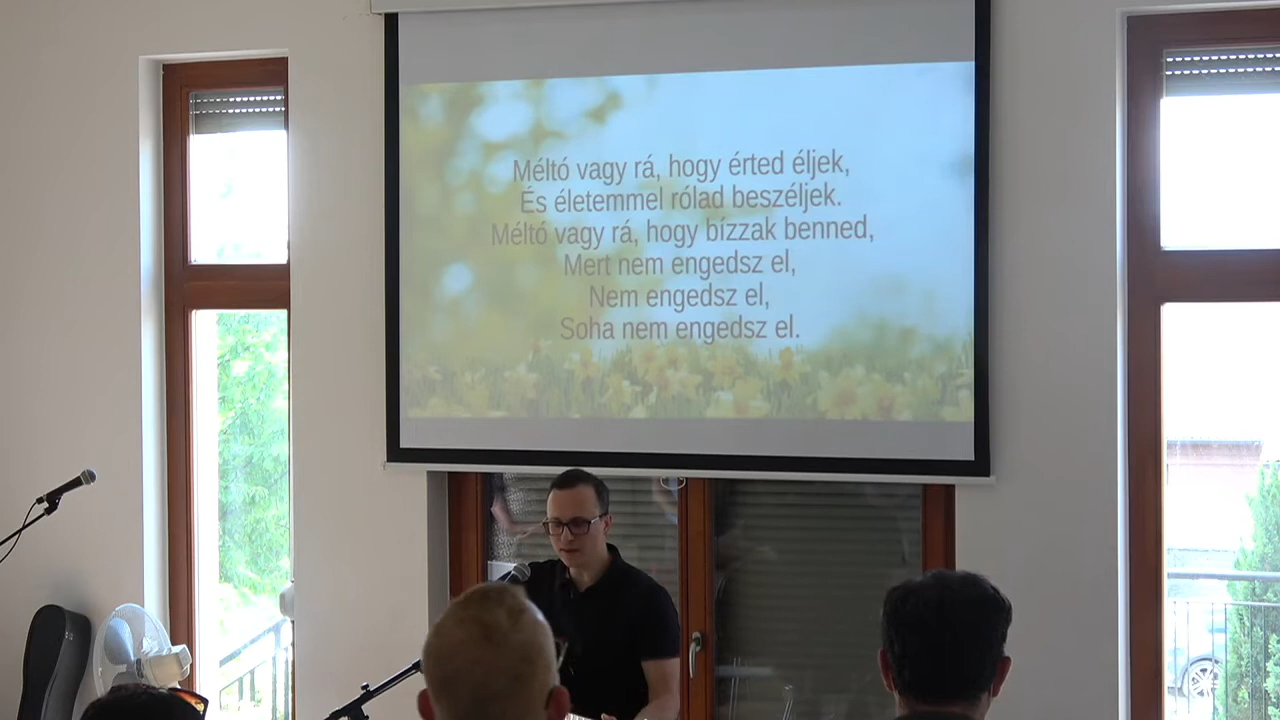 Méltó vagy rá, hogy érted éljek,
És életemmel rólad beszéljek.
Méltó vagy rá, hogy bízzak benned,
Mert nem engedsz el,
Nem engedsz el,
Soha nem engedsz el.